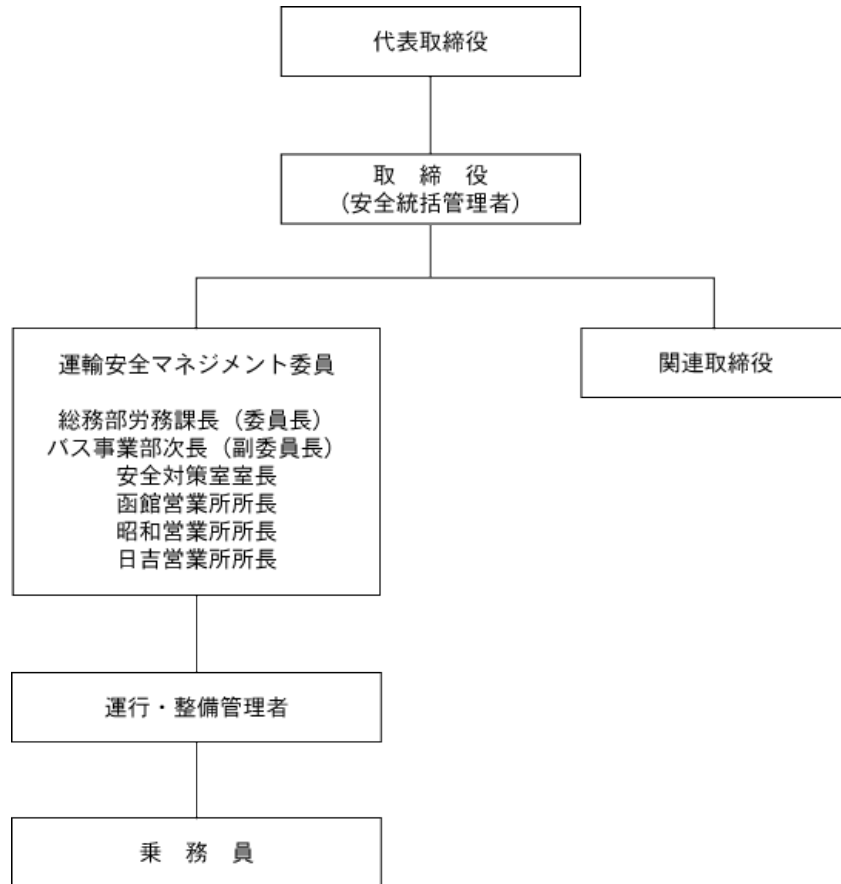 代表取締役
取　締　役
（安全統括管理者）
運輸安全マネジメント委員
関連取締役
総務部労務課長（委員長）
バス事業部次長（副委員長）
安全対策室室長
函館営業所所長
昭和営業所所長
日吉営業所所長
運行・整備管理者
乗　務　員